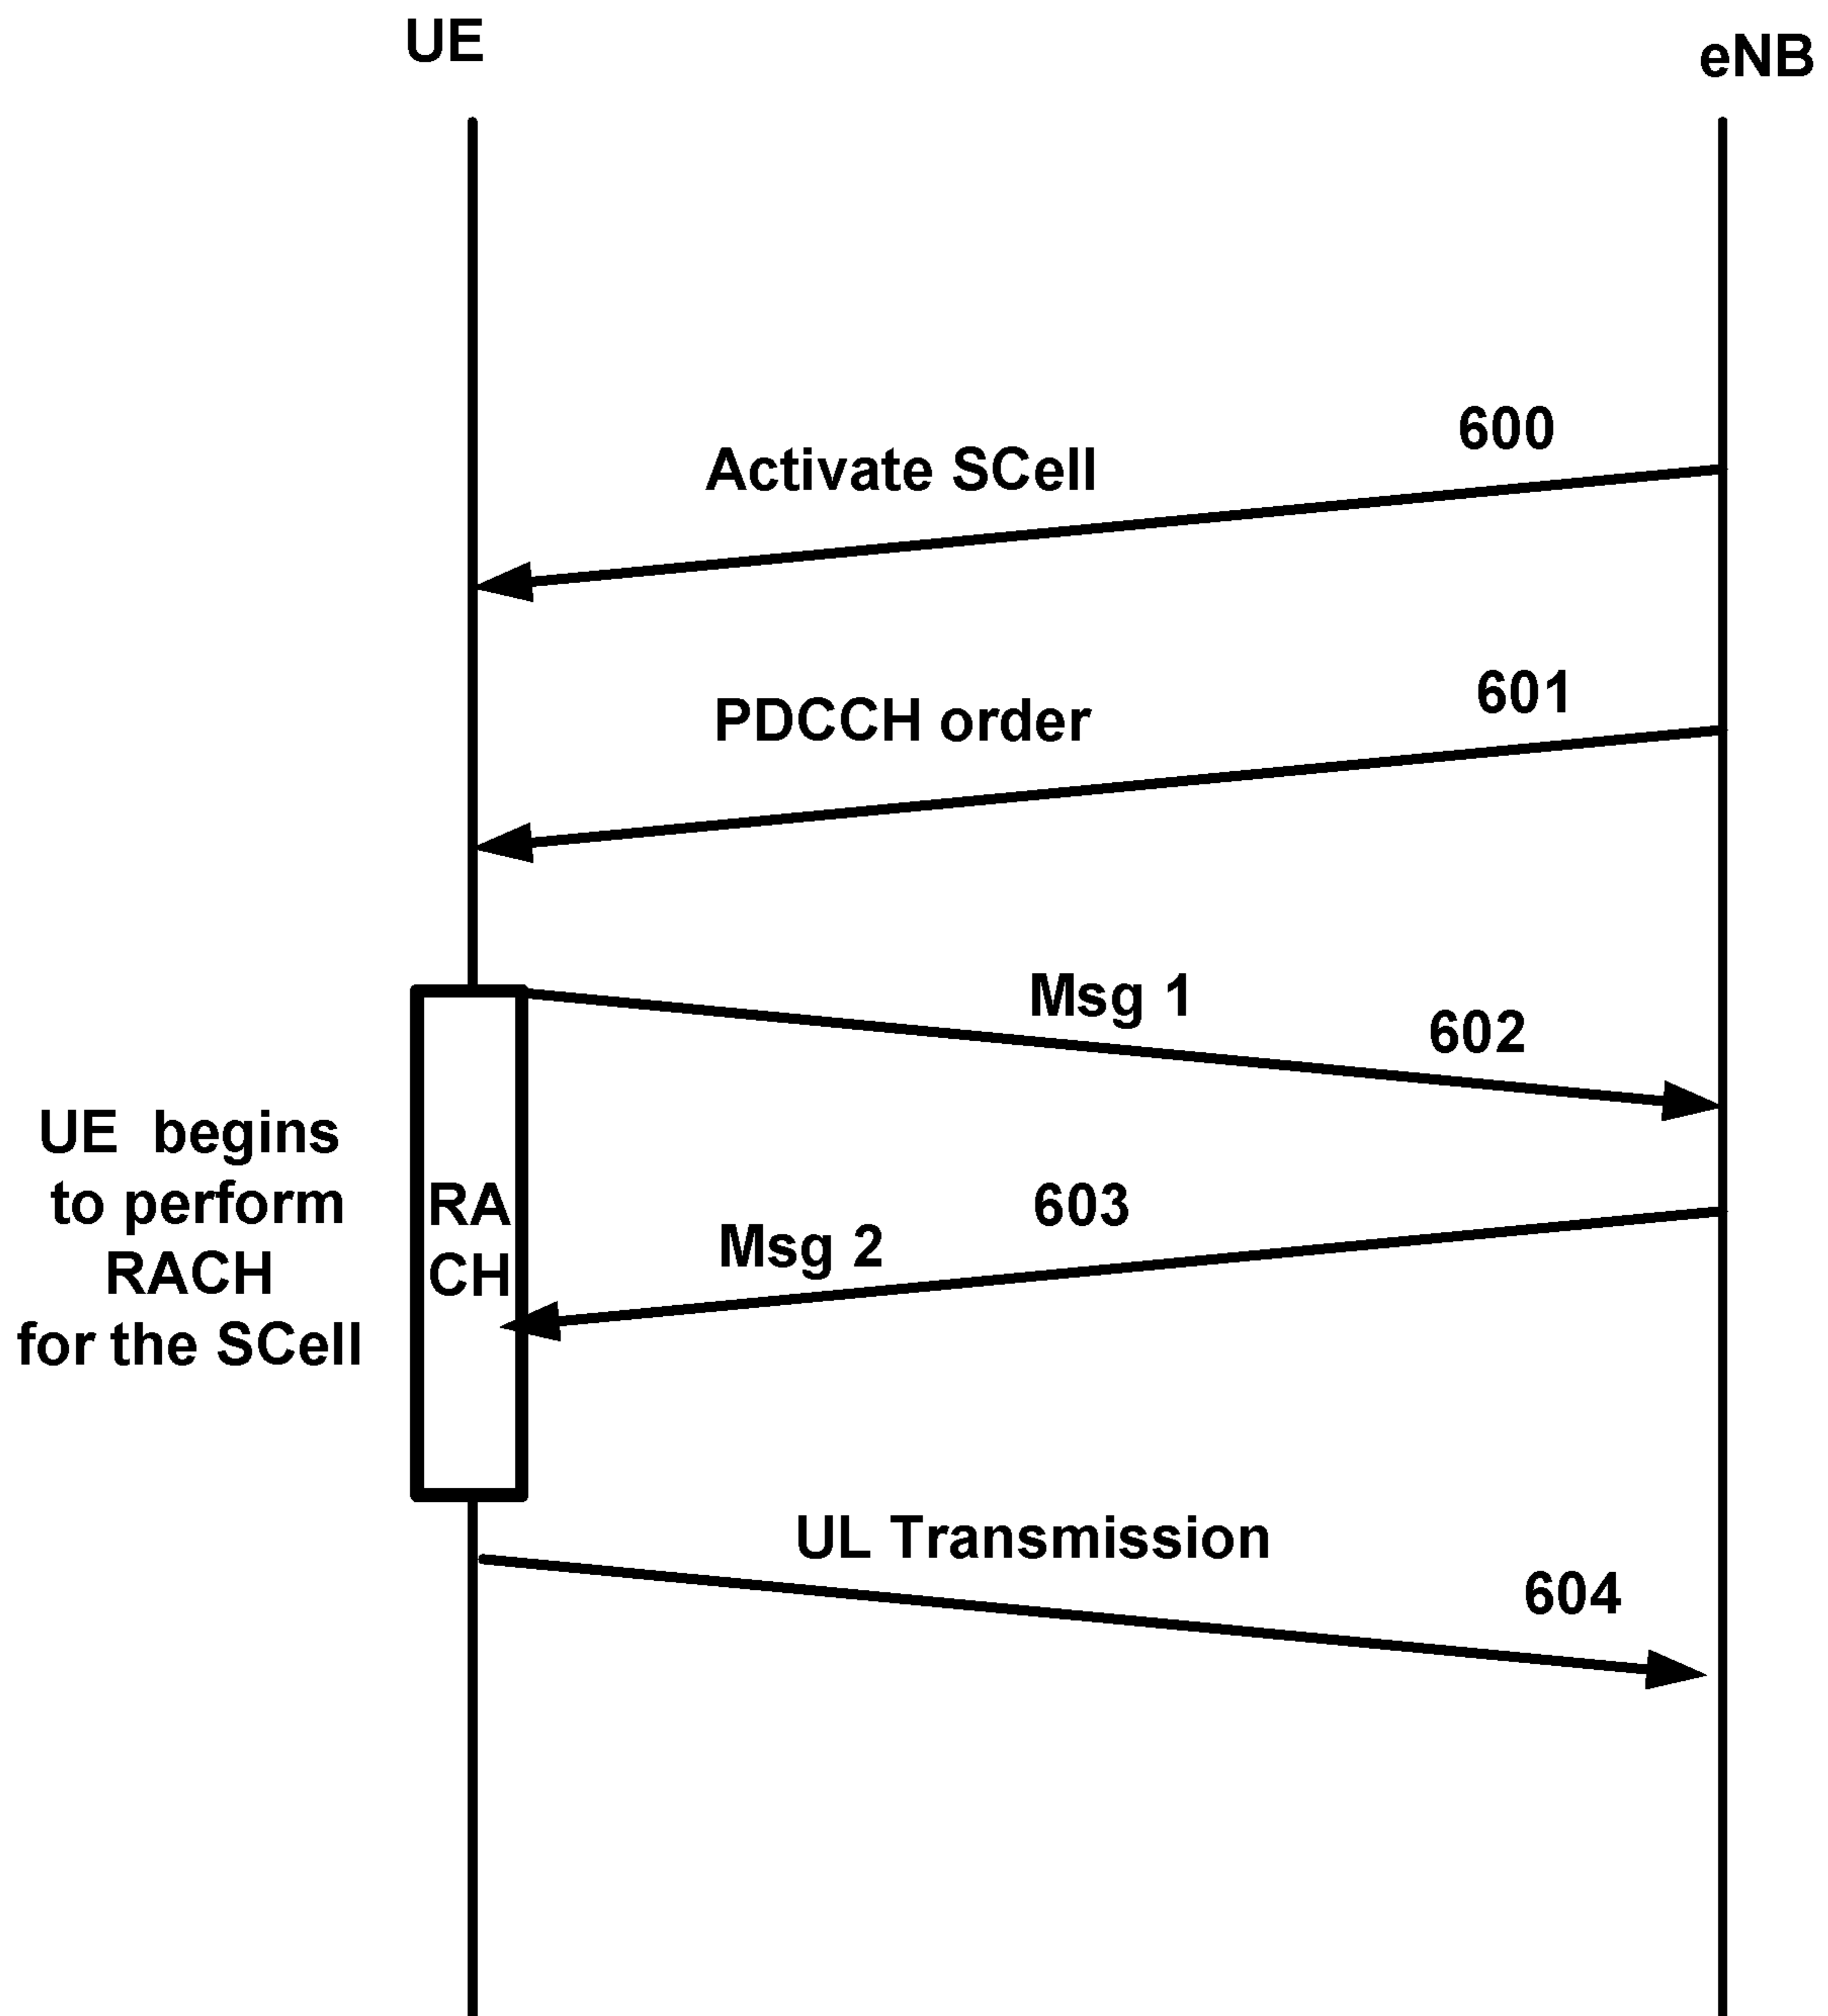 UE
eNB
600
Activate SCell
601
PDCCH order
Msg 1
602
UE begins
to perform
RACH
for the SCell
RA
CH
603
Msg 2
UL Transmission
604